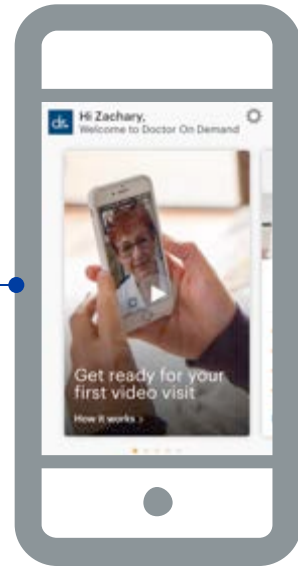 dr.
Hi Zachary,
Welcome to Doctor On Demand
Get ready for your
first video visit
How it works >